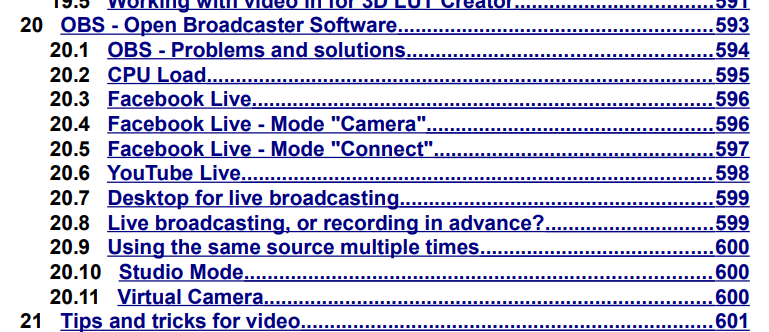 19.5 Working with video in for 3D LUT Creator....................................591
20 OBS - Open Broadcaster Software.....................................................593
20.1 OBS - Problems and solutions...................................................594
20.2 CPU Load....................................................................................595
20.3 Facebook Live.............................................................................596
20.4 Facebook Live - Mode "Camera"................................................596
20.5 Facebook Live - Mode "Connect"...............................................597
20.6 YouTube Live...............................................................................598
20.7 Desktop for live broadcasting.....................................................599
20.8 Live broadcasting, or recording in advance?.............................599
20.9 Using the same source multiple times.......................................600
20.10 Studio Mode..............................................................................600
20.11 Virtual Camera...........................................................................600
21 Tips and tricks for video.....................................................................601